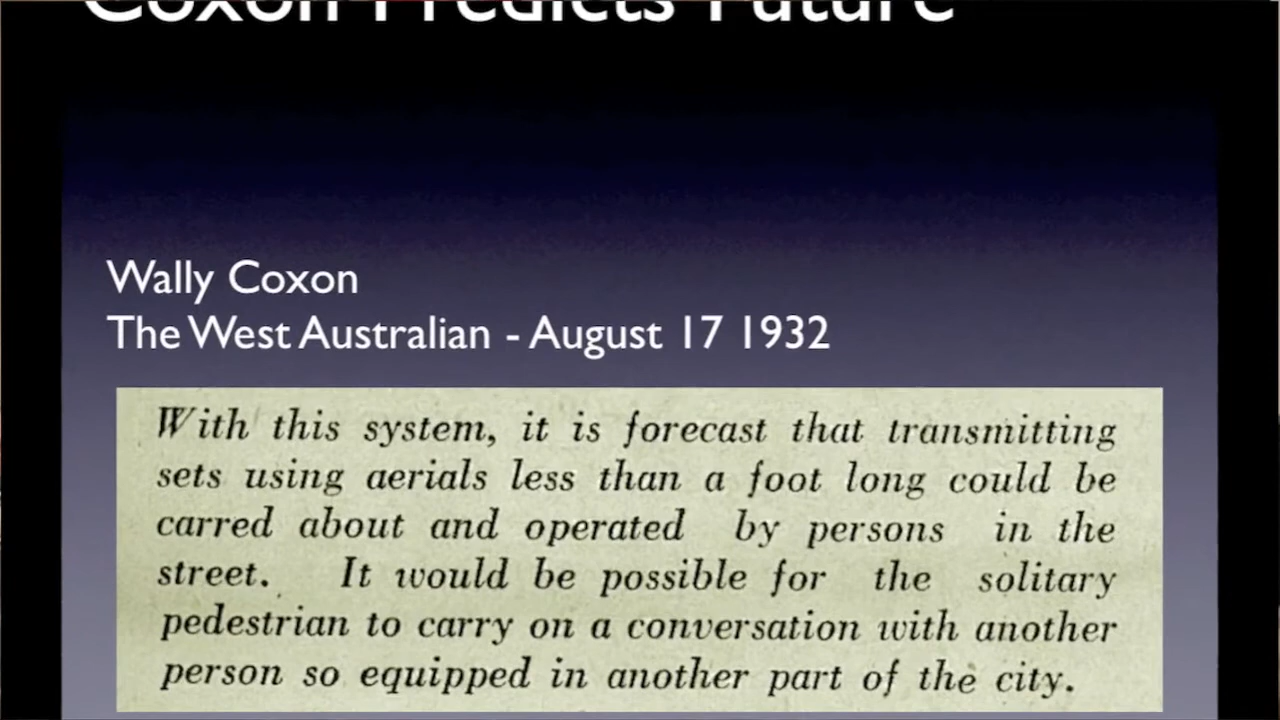 Coxon Predicts Future
Wally Coxon
The West Australian - August 17 1932
With this system, it is forecast that transmitting
sets using aerials less than a foot long could be
carred about and operated by persons in the
street. It would be possible for the solitary
pedestrian to carry on a conversation with another
person so equipped in another part of the city.